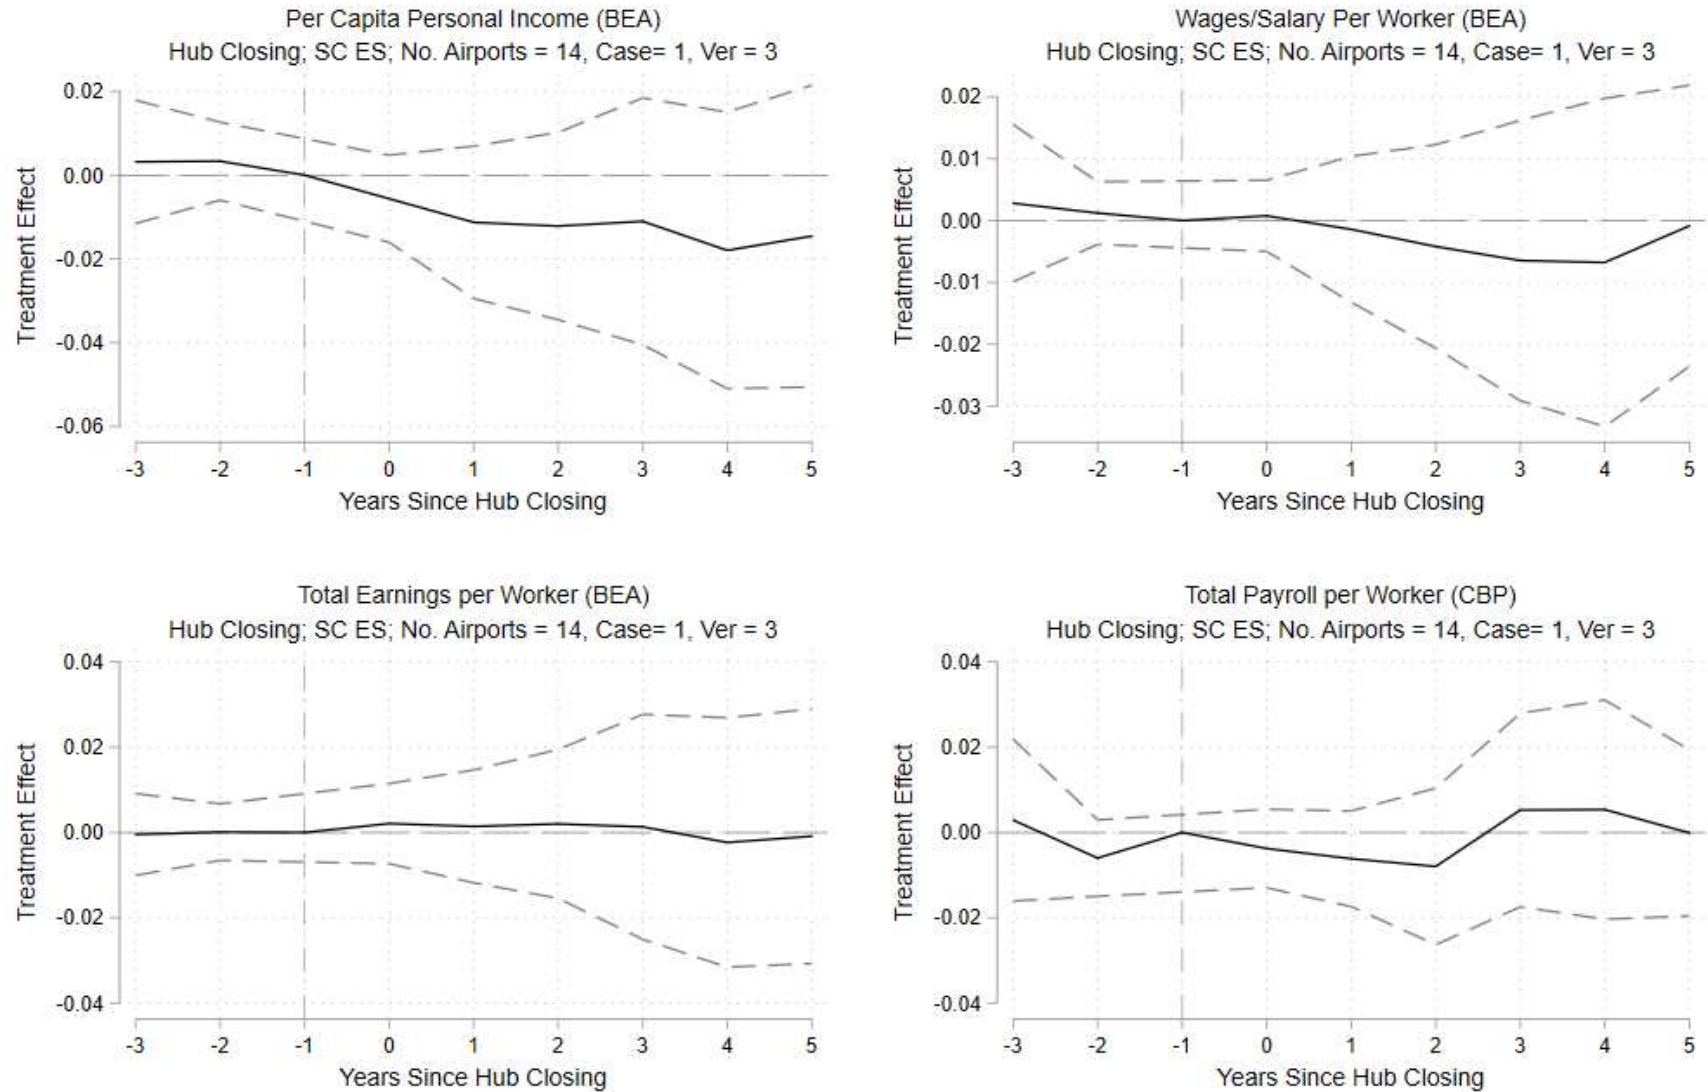 Per Capita Personal Income (BEA)
Hub Closing; SC ES; No. Airports = 14, Case= 1, Ver = 3
Treatment Effect
0.02
0.00
-0.02
-0.04
-0.06
-3 -2 -1 0 1 2 3 4 5
Years Since Hub Closing
Wages/Salary Per Worker (BEA)
Hub Closing; SC ES; No. Airports = 14, Case= 1, Ver = 3
Treatment Effect
0.02
0.01
0.00
-0.01
-0.02
-0.03
-3 -2 -1 0 1 2 3 4 5
Years Since Hub Closing
Total Earnings per Worker (BEA)
Hub Closing; SC ES; No. Airports = 14, Case= 1, Ver = 3
Treatment Effect
0.04
0.02
0.00
-0.02
-0.04
-3 -2 -1 0 1 2 3 4 5
Years Since Hub Closing
Total Payroll per Worker (CBP)
Hub Closing; SC ES; No. Airports = 14, Case= 1, Ver = 3
Treatment Effect
0.04
0.02
0.00
-0.02
-0.04
-3 -2 -1 0 1 2 3 4 5
Years Since Hub Closing